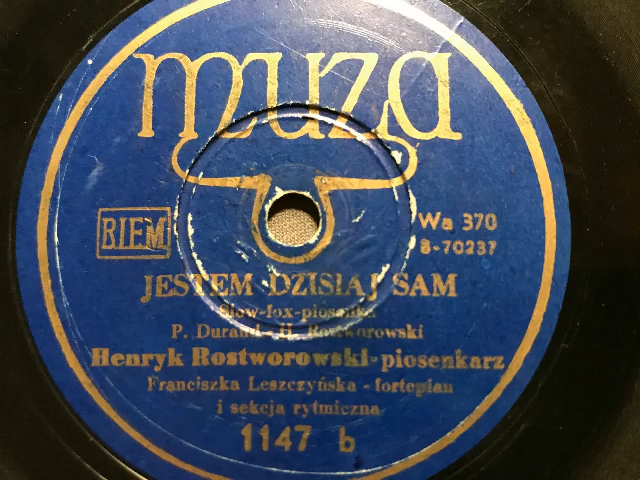 muza
B.I.E.M
Wa 370
B-70237
JESTEM DZISIAJ SAM
Slow-fox-piosenka
P. Durand - H. Rostworowski
Henryk Rostworowski - piosenkarz
Franciszka Leszczyńska - fortepian
i sekcja rytmiczna
1147 b